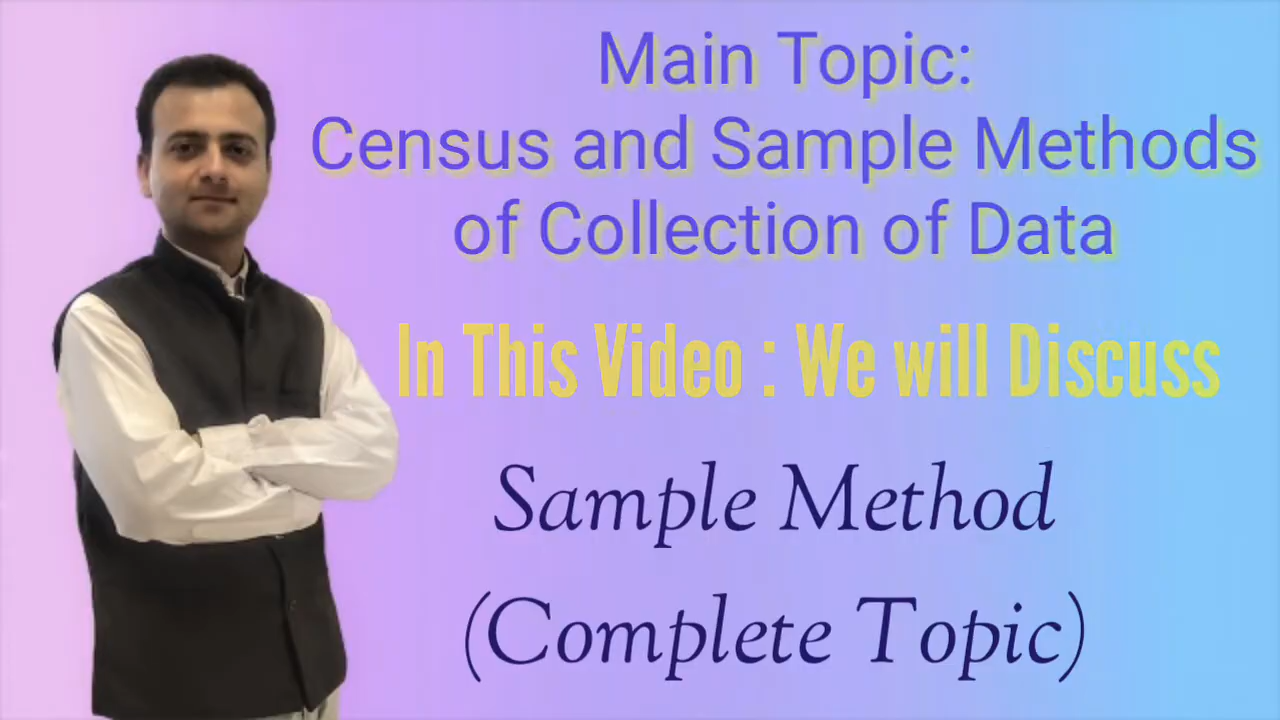 Main Topic:
Census and Sample Methods
of Collection of Data
In This Video : We will Discuss
Sample Method
(Complete Topic)